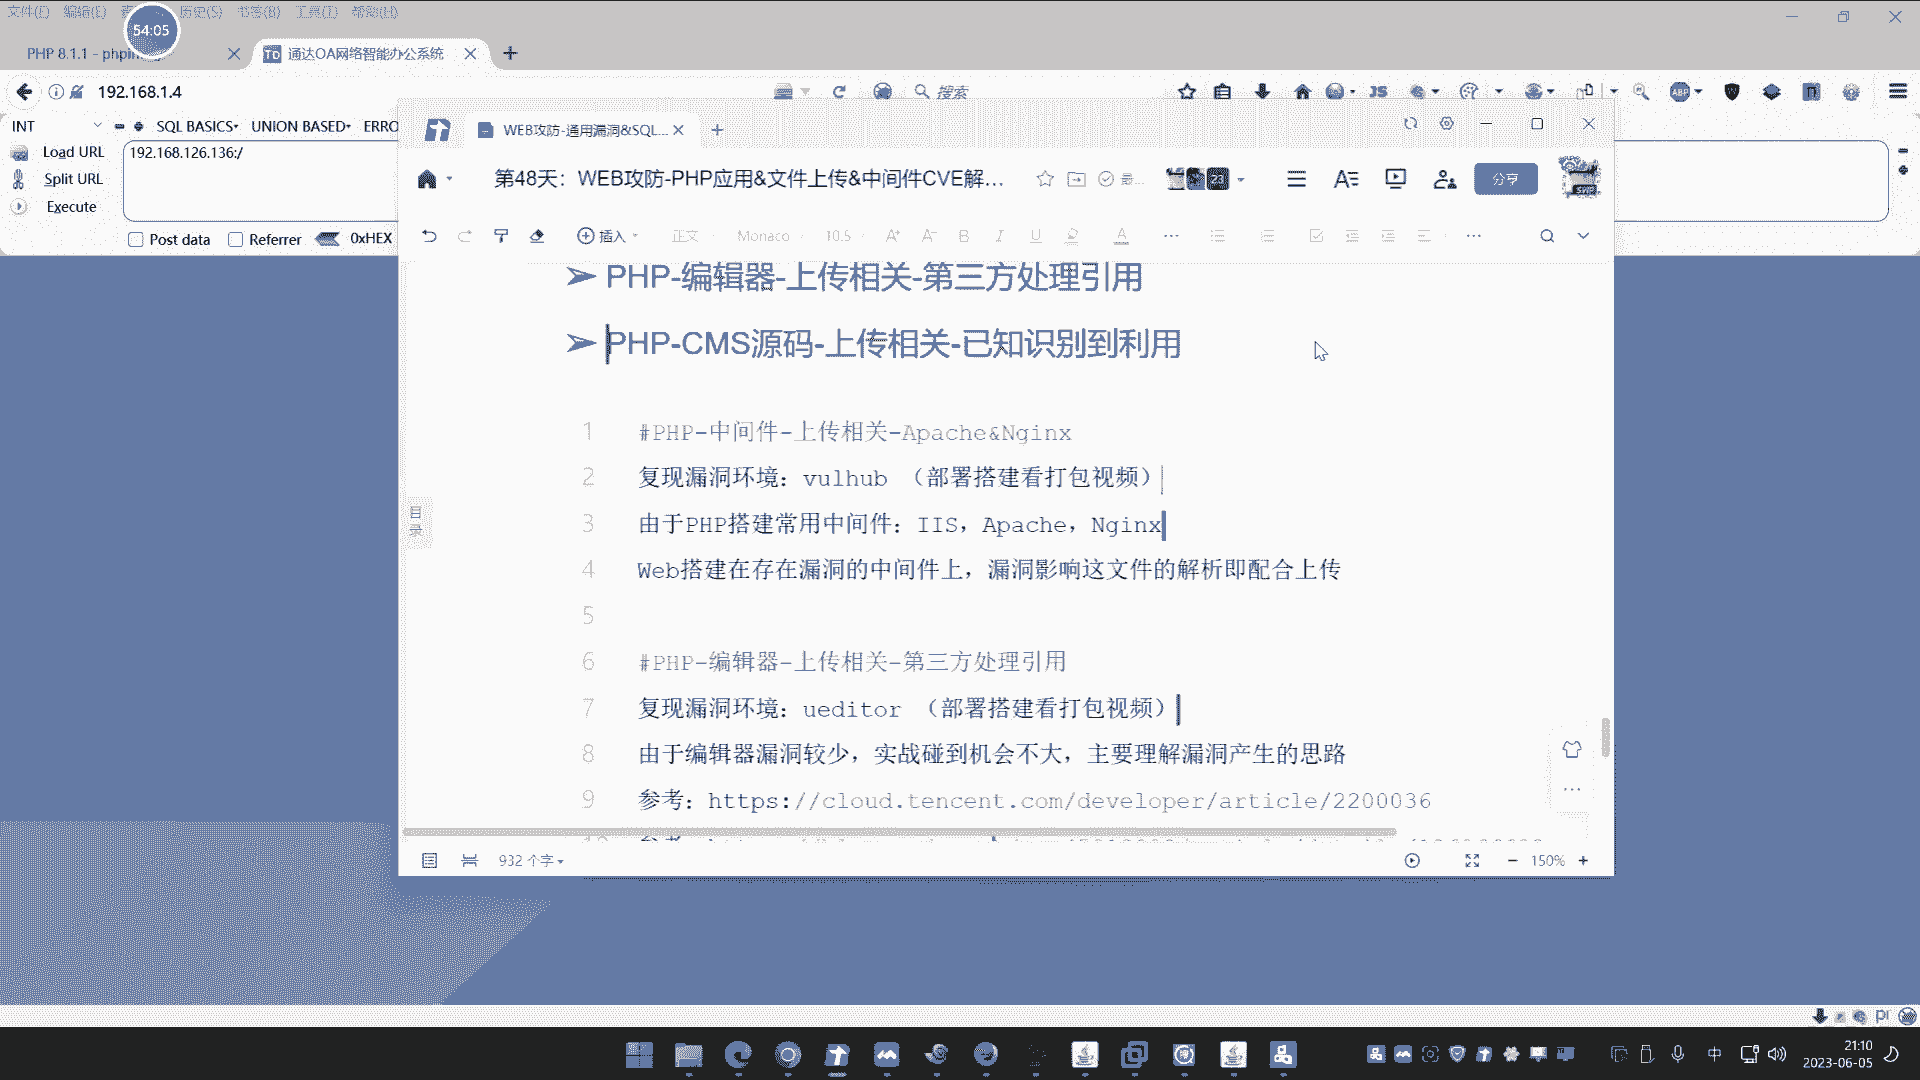 文件(F) 编辑(E) 历史(S) 书签(B) 工具(T) 帮助(H)
54:05
PHP 8.1.1 - phpin
通达OA网络智能办公系统
192.168.1.4
搜索
JS
ABP
INT
SQL BASICS
UNION BASED
ERRO
Load URL
192.168.126.136:/
Split URL
Execute
Post data
Referrer
0xHEX
WEB攻防-通用漏洞&SQL...
第48天：WEB攻防-PHP应用&文件上传&中间件CVE解...
最...
23
分享
插入
正文
Monaco
10.5
PHP-编辑器-上传相关-第三方处理引用
PHP-CMS源码-上传相关-已知识别到利用
目录
1 #PHP-中间件-上传相关-Apache&Nginx
2 复现漏洞环境：vulhub （部署搭建看打包视频）
3 由于PHP搭建常用中间件：IIS，Apache，Nginx
4 Web搭建在存在漏洞的中间件上，漏洞影响这文件的解析即配合上传
5
6 #PHP-编辑器-上传相关-第三方处理引用
7 复现漏洞环境：ueditor （部署搭建看打包视频）
8 由于编辑器漏洞较少，实战碰到机会不大，主要理解漏洞产生的思路
9 参考：https://cloud.tencent.com/developer/article/2200036
932 个字
150%
中
21:10
2023-06-05